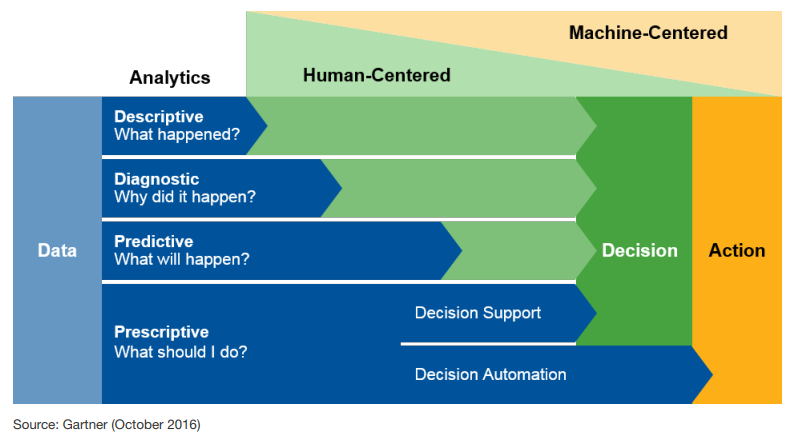 Machine-Centered
Analytics
Human-Centered
Descriptive
What happened?
Diagnostic
Why did it happen?
Data
Predictive
What will happen?
Decision
Action
Prescriptive
What should I do?
Decision Support
Decision Automation
Source: Gartner (October 2016)